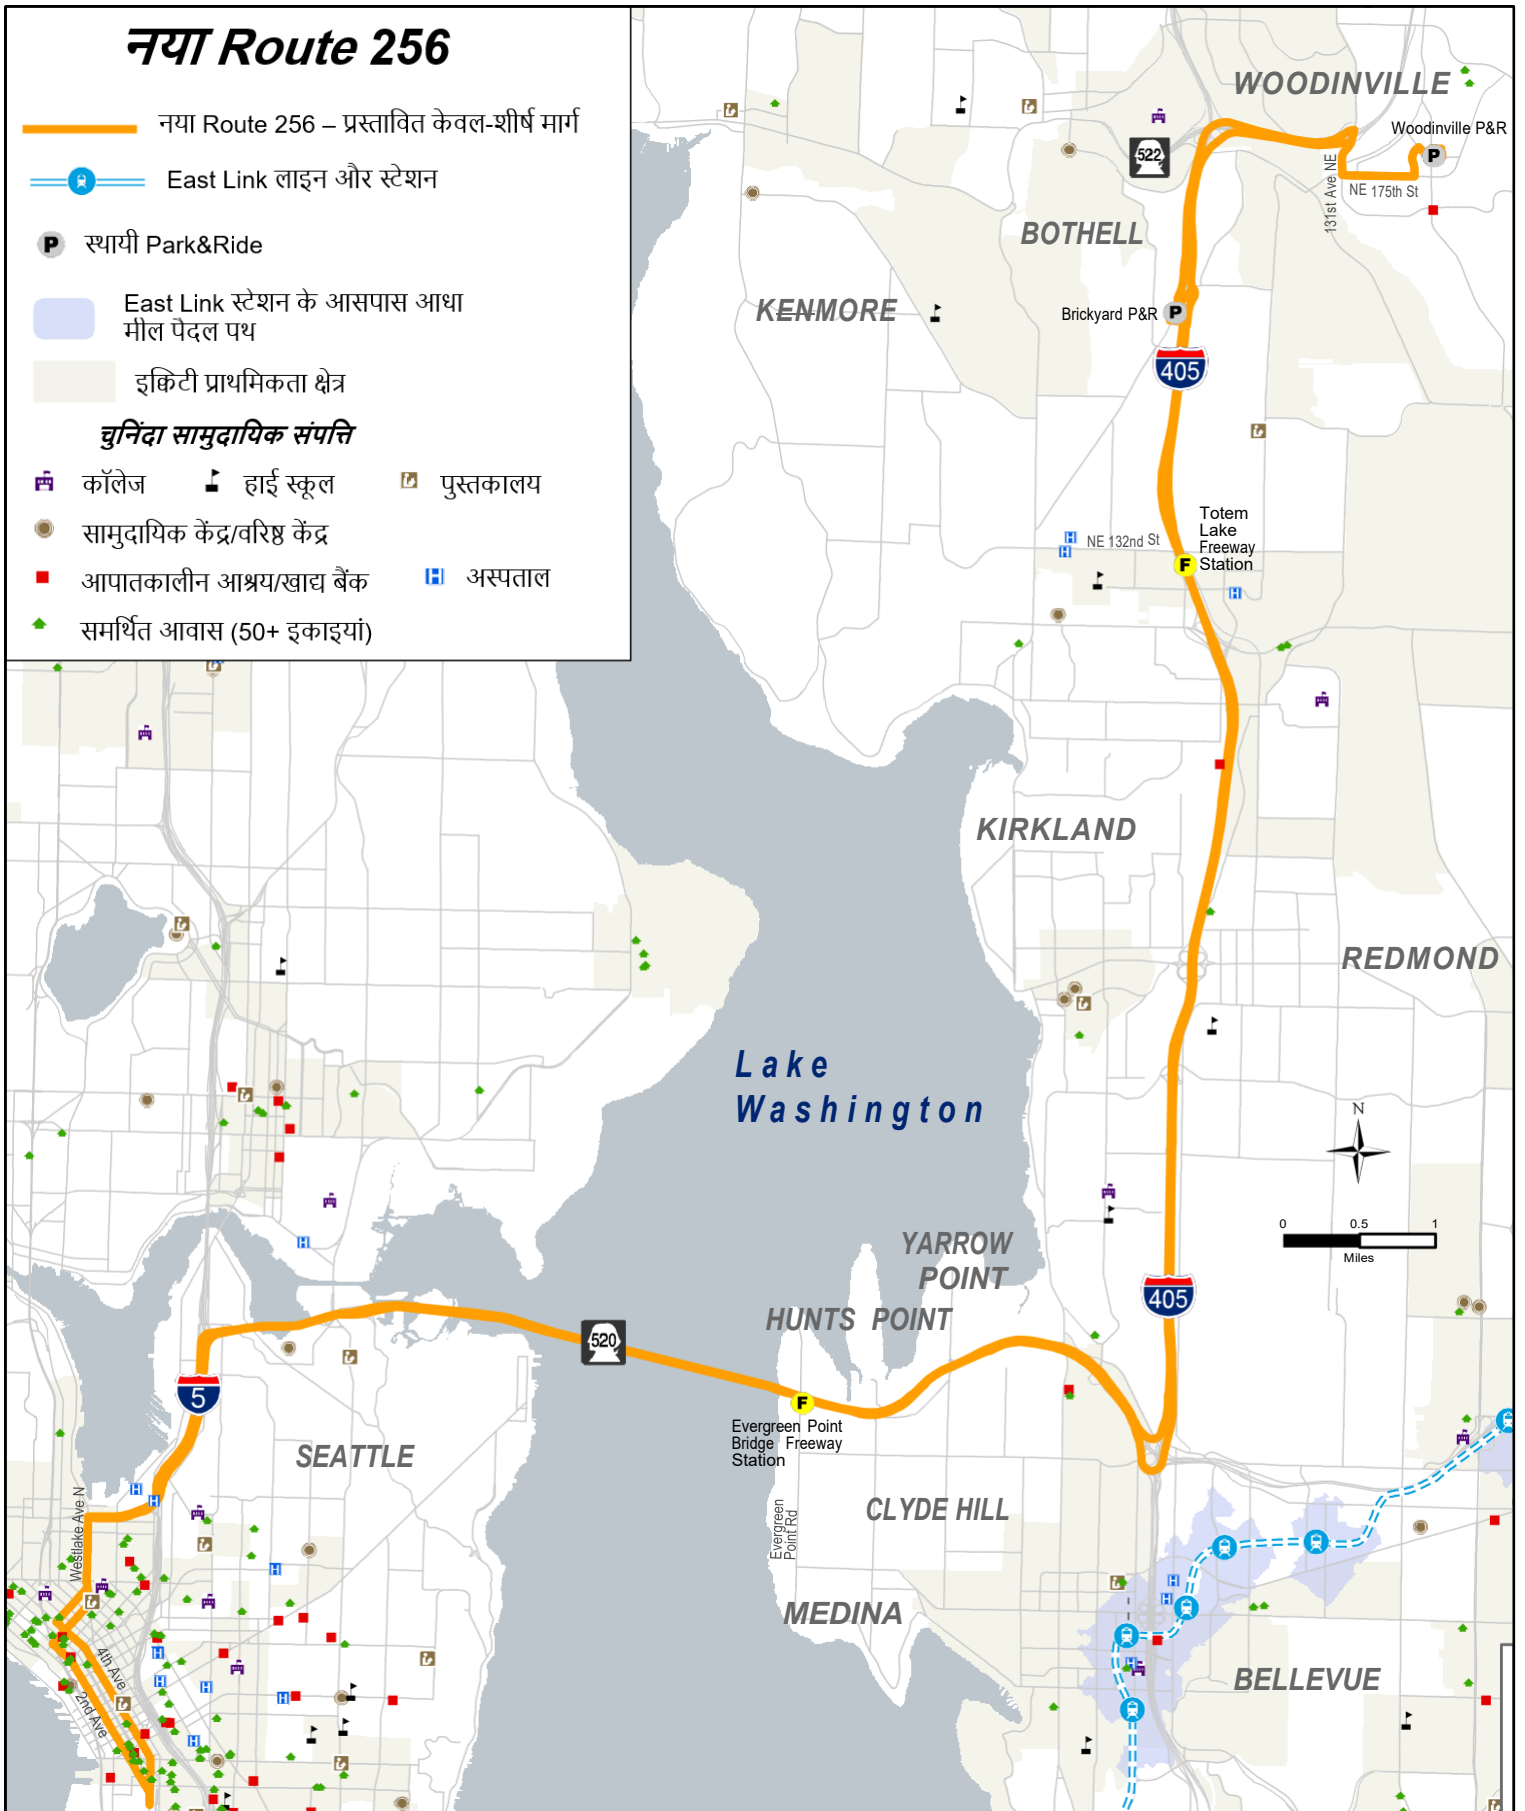 नया Route 256
नया Route 256 – प्रस्तावित केवल-शीर्ष मार्ग
East Link लाइन और स्टेशन
P स्थायी Park&Ride
East Link स्टेशन के आसपास आधा
मील पैदल पथ
इक्विटी प्राथमिकता क्षेत्र
चुनिंदा सामुदायिक संपत्ति
कॉलेज हाई स्कूल पुस्तकालय
सामुदायिक केंद्र/वरिष्ठ केंद्र
आपातकालीन आश्रय/खाद्य बैंक H अस्पताल
समर्थित आवास (50+ इकाइयां)
WOODINVILLE
Woodinville P&R
P
522
131st Ave NE
NE 175th St
BOTHELL
KENMORE
Brickyard P&R P
405
Totem
Lake
Freeway
Station
F
NE 132nd St
KIRKLAND
REDMOND
Lake
Washington
N
0 0.5 1
Miles
YARROW
POINT
HUNTS POINT
405
520
5
F
Evergreen Point
Bridge Freeway
Station
SEATTLE
Westlake Ave N
Evergreen
Point Rd
CLYDE HILL
MEDINA
4th Ave
2nd Ave
BELLEVUE